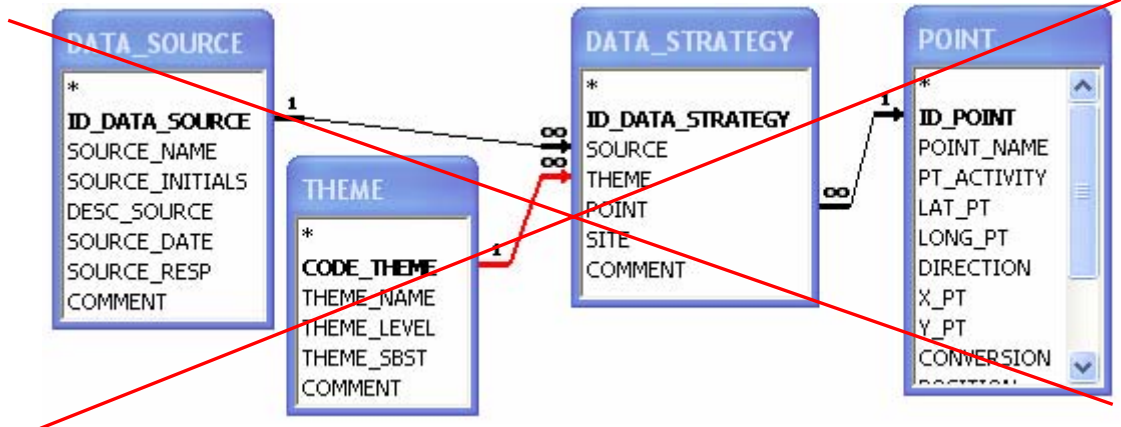 DATA_SOURCE
*
ID_DATA_SOURCE
SOURCE_NAME
SOURCE_INITIALS
DESC_SOURCE
SOURCE_DATE
SOURCE_RESP
COMMENT
1
THEME
*
CODE_THEME
THEME_NAME
THEME_LEVEL
THEME_SBST
COMMENT
1
∞
∞
DATA_STRATEGY
*
ID_DATA_STRATEGY
SOURCE
THEME
POINT
SITE
COMMENT
∞
1
POINT
*
ID_POINT
POINT_NAME
PT_ACTIVITY
LAT_PT
LONG_PT
DIRECTION
X_PT
Y_PT
CONVERSION